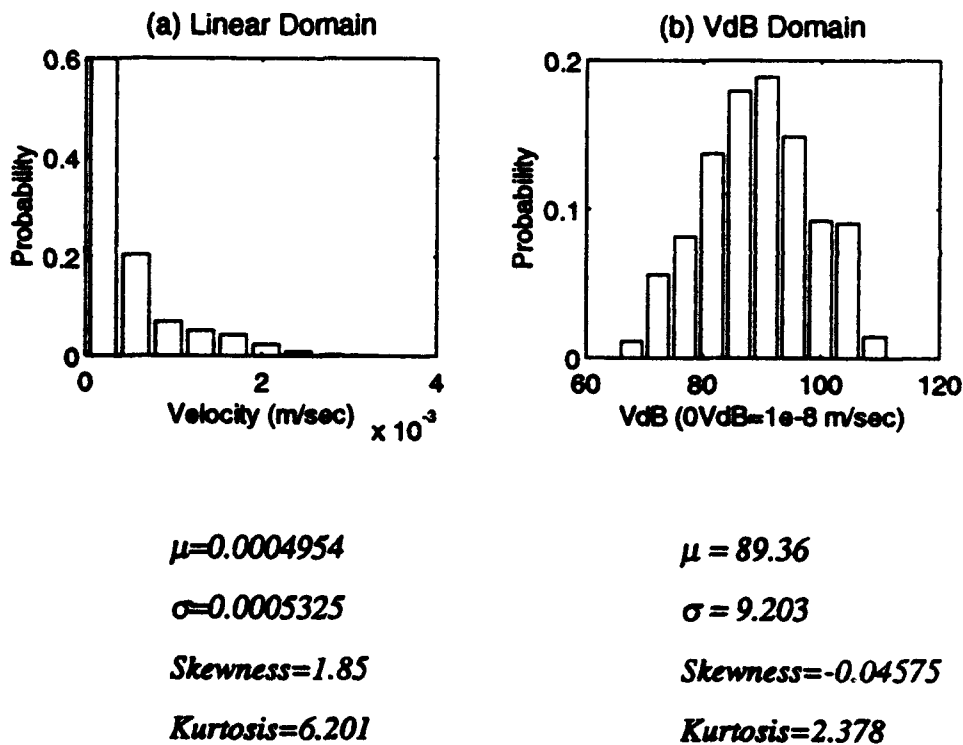 (a) Linear Domain
0.6
0.4
0.2
0
Probability
0
2
4
Velocity (m/sec)
x 10⁻³
(b) VdB Domain
0.2
0.1
0
Probability
60
80
100
120
VdB (0VdB=1e-8 m/sec)
μ=0.0004954
σ=0.0005325
Skewness=1.85
Kurtosis=6.201
μ = 89.36
σ = 9.203
Skewness=-0.04575
Kurtosis=2.378